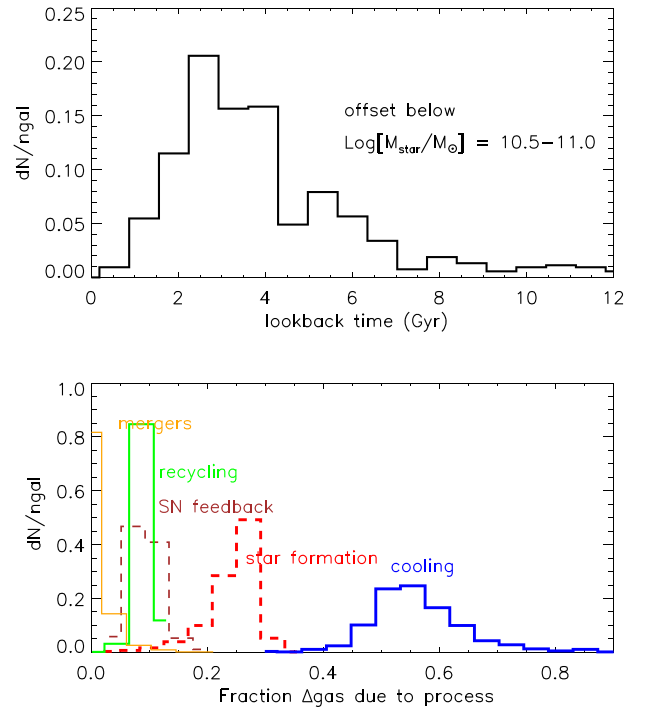 0.25
0.20
0.15
0.10
0.05
0.00
dN/ngal
offset below
Log[M_star/M_⊙] = 10.5–11.0
0 2 4 6 8 10 12
lookback time (Gyr)
1.0
0.8
0.6
0.4
0.2
0.0
dN/ngal
mergers
recycling
SN feedback
star formation
cooling
0.0 0.2 0.4 0.6 0.8
Fraction Δgas due to process